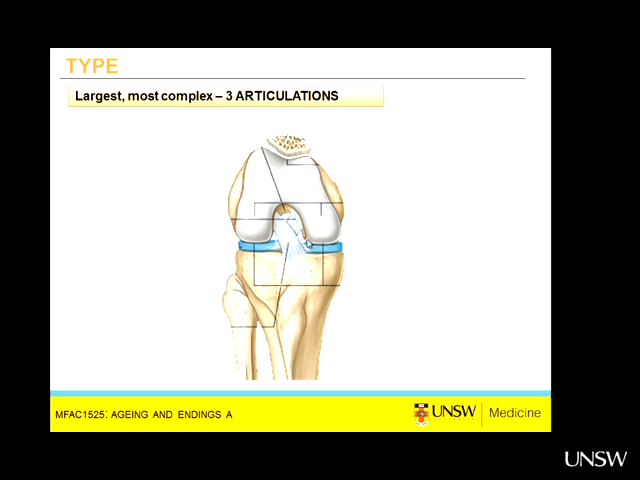 TYPE
Largest, most complex – 3 ARTICULATIONS
MFAC1525: AGEING AND ENDINGS A
UNSW Medicine
UNSW